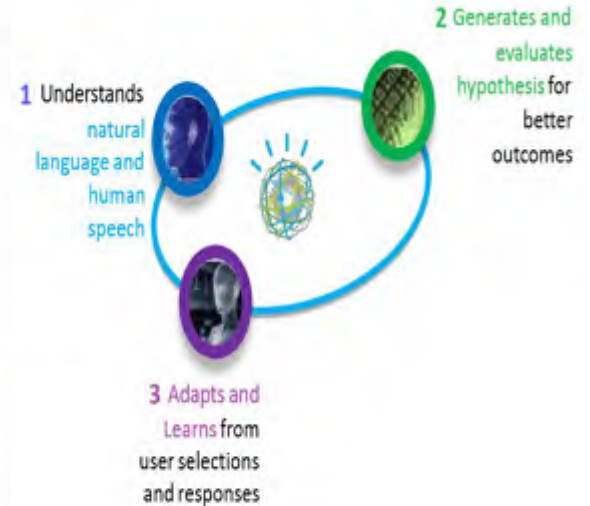 1 Understands
natural
language and
human
speech
2 Generates and
evaluates
hypothesis for
better
outcomes
3 Adapts and
Learns from
user selections
and responses